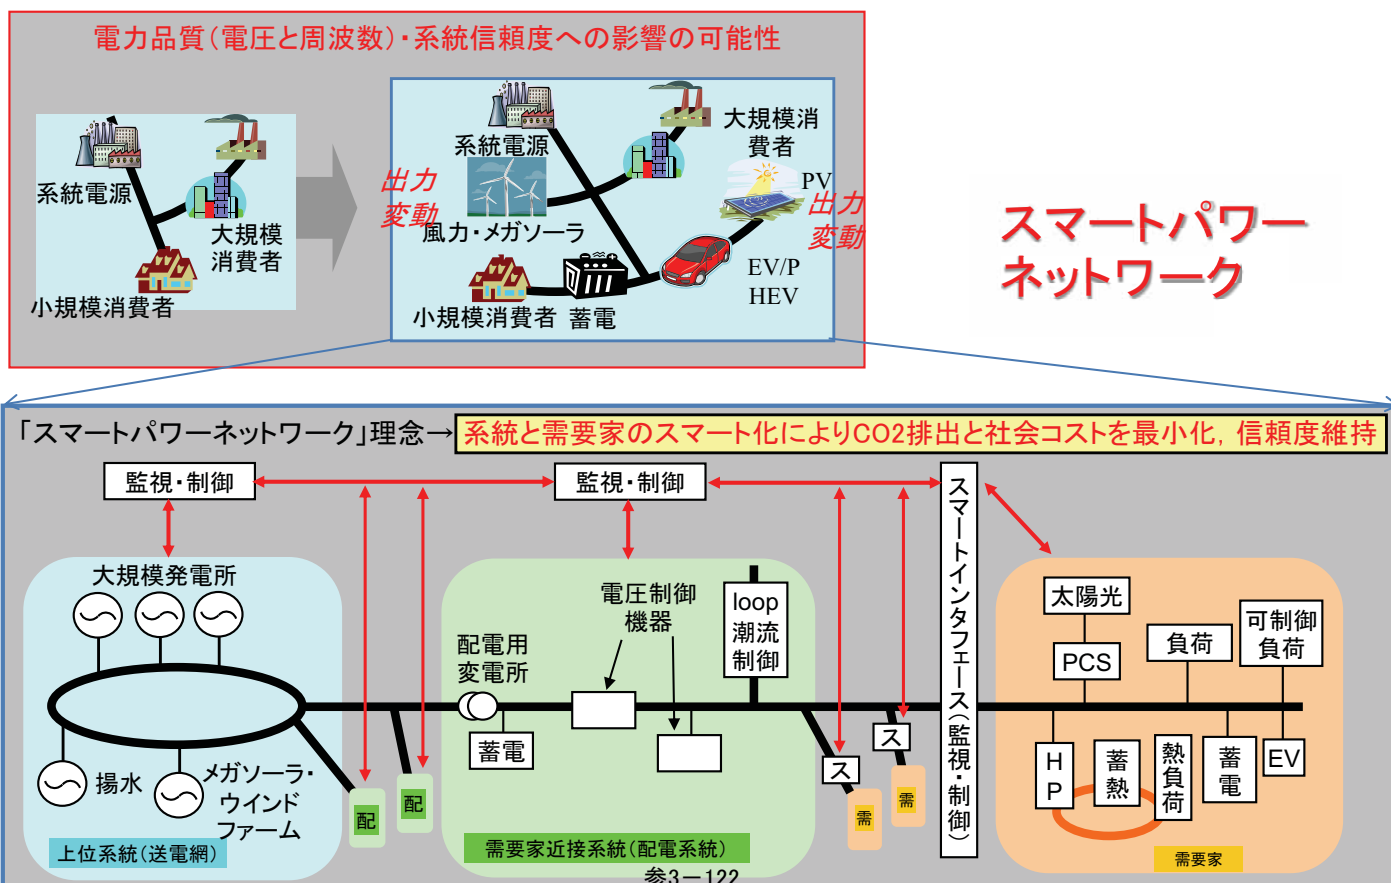 電力品質(電圧と周波数)・系統信頼度への影響の可能性
系統電源
大規模
消費者
小規模消費者
系統電源
大規模消
費者
出力
変動
風力・メガソーラ
PV
出力
変動
EV/P
HEV
小規模消費者
蓄電
スマートパワー
ネットワーク
「スマートパワーネットワーク」理念→
系統と需要家のスマート化によりCO2排出と社会コストを最小化, 信頼度維持
監視・制御
監視・制御
スマートインタフェース(監視・制御)
大規模発電所
揚水
メガソーラ・
ウインド
ファーム
上位系統(送電網)
配
配
配電用
変電所
蓄電
電圧制御
機器
loop
潮流
制御
需要家近接系統(配電系統)
ス
ス
需
需
太陽光
PCS
負荷
可制御
負荷
HP
蓄熱
熱負荷
蓄電
EV
需要家
参3-122